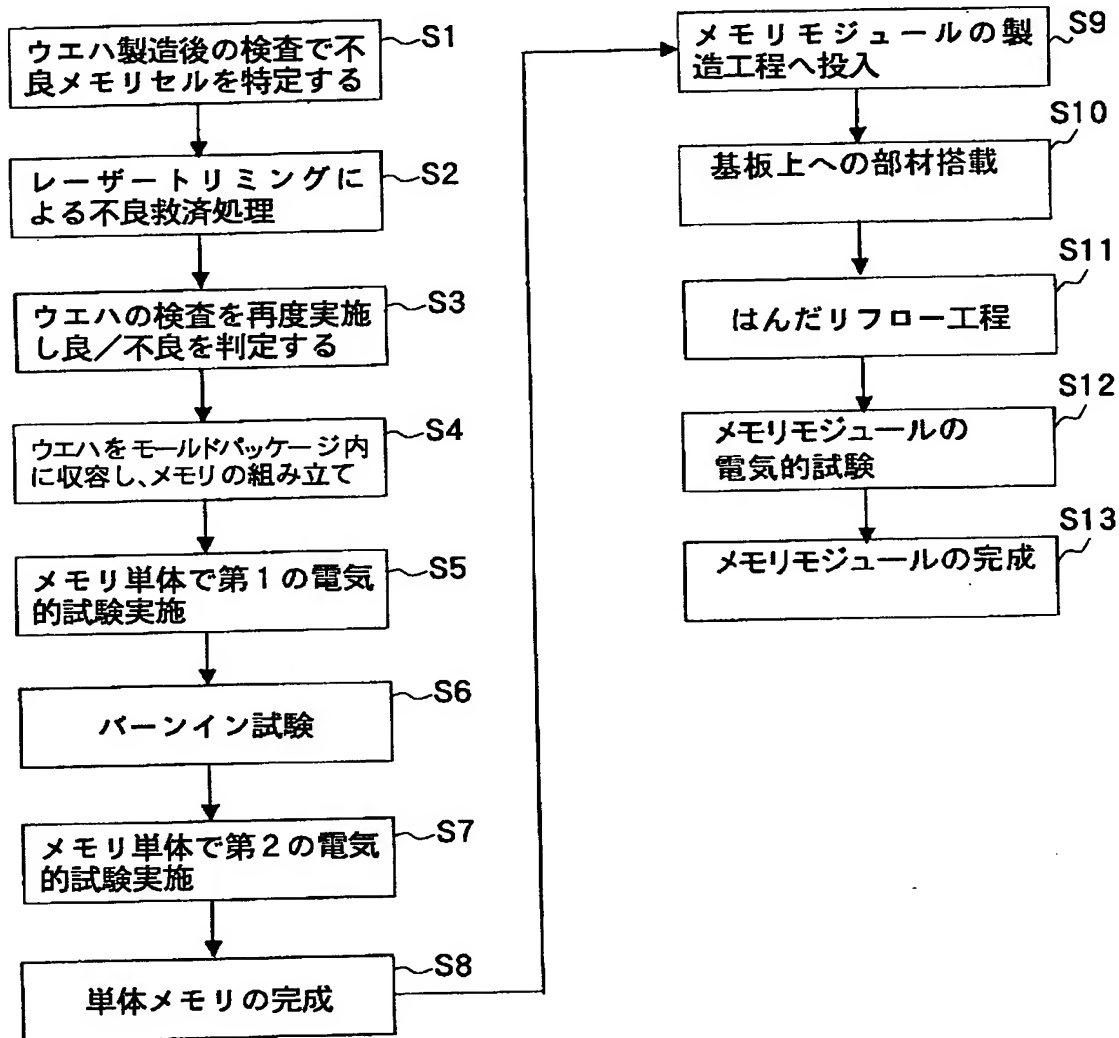 ウエハ製造後の検査で不
良メモリセルを特定する
S1
レーザートリミングに
よる不良救済処理
S2
ウエハの検査を再度実施
し良／不良を判定する
S3
ウエハをモールドパッケージ内
に収容し、メモリの組み立て
S4
メモリ単体で第1の電気
的試験実施
S5
バーンイン試験
S6
メモリ単体で第2の電気
的試験実施
S7
単体メモリの完成
S8
メモリモジュールの製
造工程へ投入
S9
基板上への部材搭載
S10
はんだリフロー工程
S11
メモリモジュールの
電気的試験
S12
メモリモジュールの完成
S13